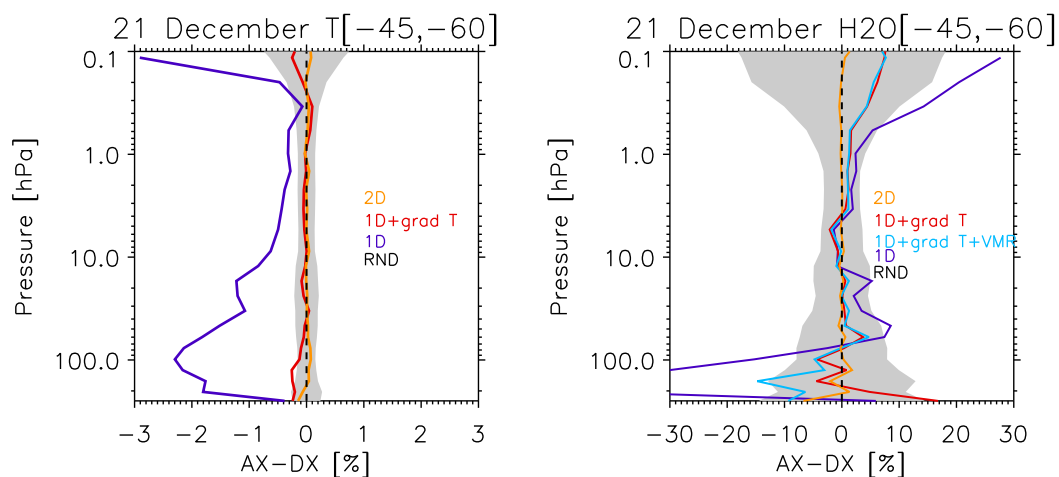 21 December T[−45,−60]
0.1
1.0
10.0
100.0
Pressure [hPa]
2D
1D+grad T
1D
RND
−3 −2 −1 0 1 2 3
AX−DX [%]
21 December H2O[−45,−60]
0.1
1.0
10.0
100.0
Pressure [hPa]
2D
1D+grad T
1D+grad T+VMR
1D
RND
−30 −20 −10 0 10 20 30
AX−DX [%]